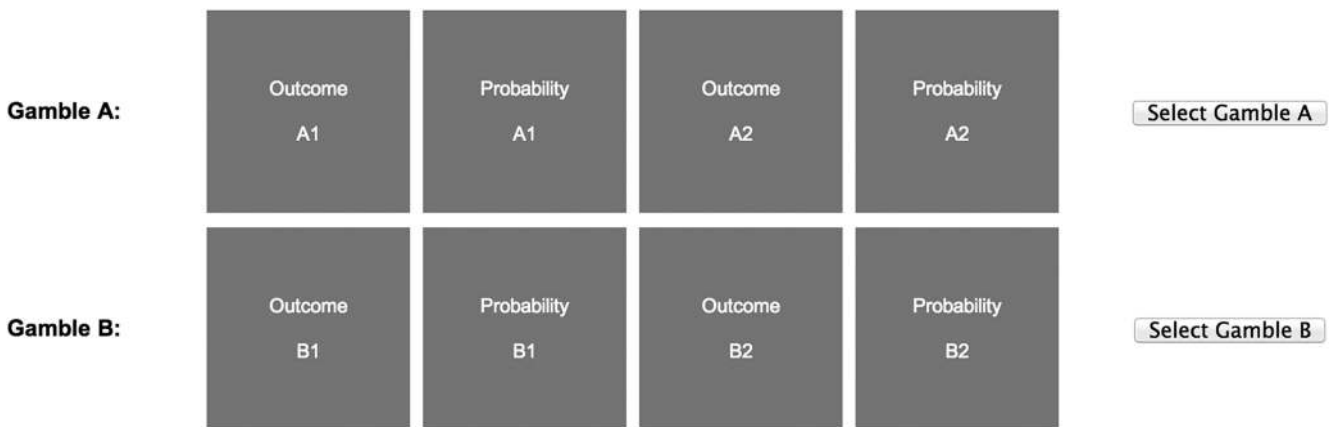 Gamble A:
Outcome
A1
Probability
A1
Outcome
A2
Probability
A2
Select Gamble A
Gamble B:
Outcome
B1
Probability
B1
Outcome
B2
Probability
B2
Select Gamble B